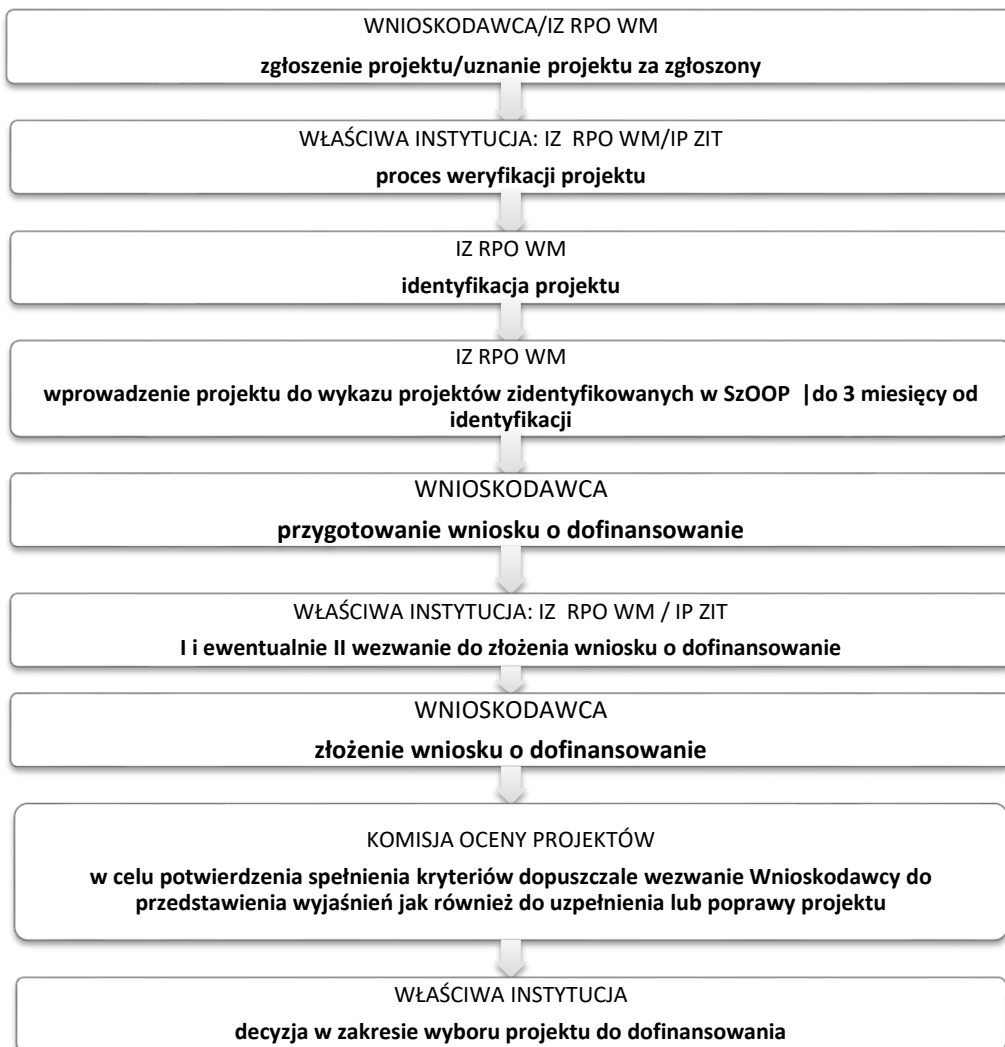 WNIOSKODAWCA/IZ RPO WM
zgłoszenie projektu/uznanie projektu za zgłoszony
WŁAŚCIWA INSTYTUCJA: IZ RPO WM/IP ZIT
proces weryfikacji projektu
IZ RPO WM
identyfikacja projektu
IZ RPO WM
wprowadzenie projektu do wykazu projektów zidentyfikowanych w SzOOP |do 3 miesięcy od
identyfikacji
WNIOSKODAWCA
przygotowanie wniosku o dofinansowanie
WŁAŚCIWA INSTYTUCJA: IZ RPO WM / IP ZIT
I i ewentualnie II wezwanie do złożenia wniosku o dofinansowanie
WNIOSKODAWCA
złożenie wniosku o dofinansowanie
KOMISJA OCENY PROJEKTÓW
w celu potwierdzenia spełnienia kryteriów dopuszczale wezwanie Wnioskodawcy do
przedstawienia wyjaśnień jak również do uzpełnienia lub poprawy projektu
WŁAŚCIWA INSTYTUCJA
decyzja w zakresie wyboru projektu do dofinansowania